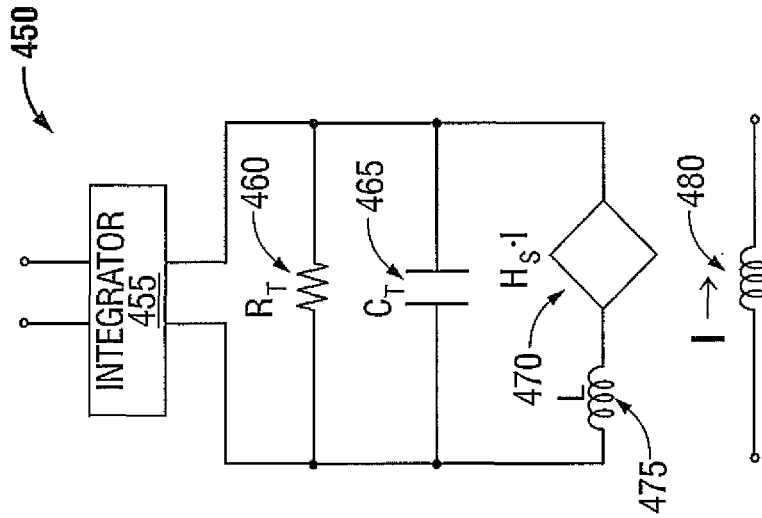 450
INTEGRATOR
455
R_T
460
C_T
465
H_S·I
470
L
475
I →
480